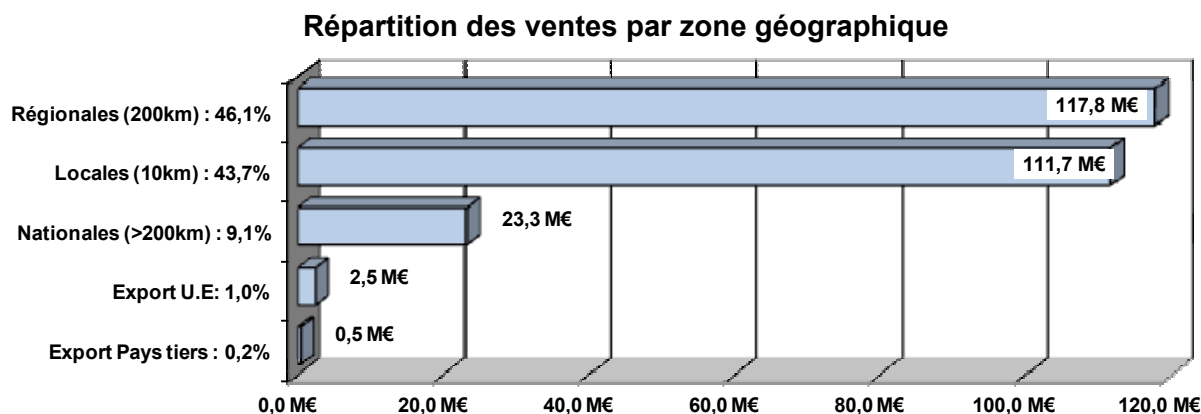 Répartition des ventes par zone géographique
Régionales (200km) : 46,1%
117,8 M€
Locales (10km) : 43,7%
111,7 M€
Nationales (>200km) : 9,1%
23,3 M€
Export U.E: 1,0%
2,5 M€
Export Pays tiers : 0,2%
0,5 M€
0,0 M€ 20,0 M€ 40,0 M€ 60,0 M€ 80,0 M€ 100,0 M€ 120,0 M€